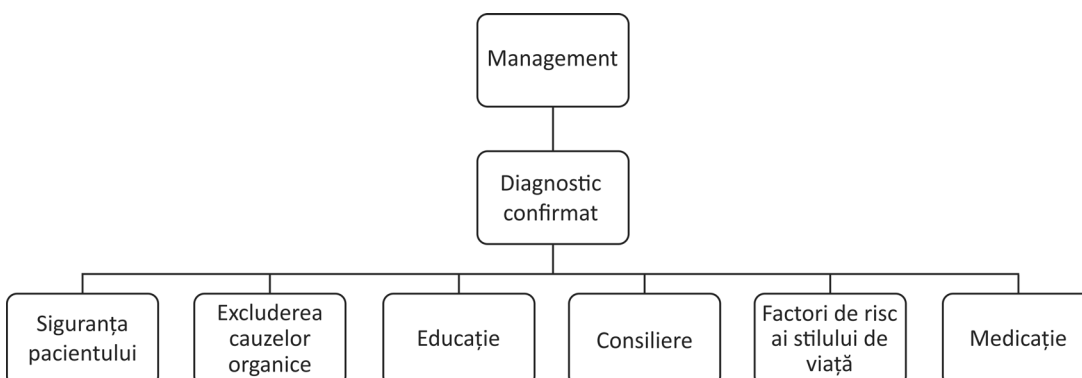 Management
Diagnostic
confirmat
Siguranța
pacientului
Excluderea
cauzelor
organice
Educație
Consiliere
Factori de risc
ai stilului de
viață
Medicație